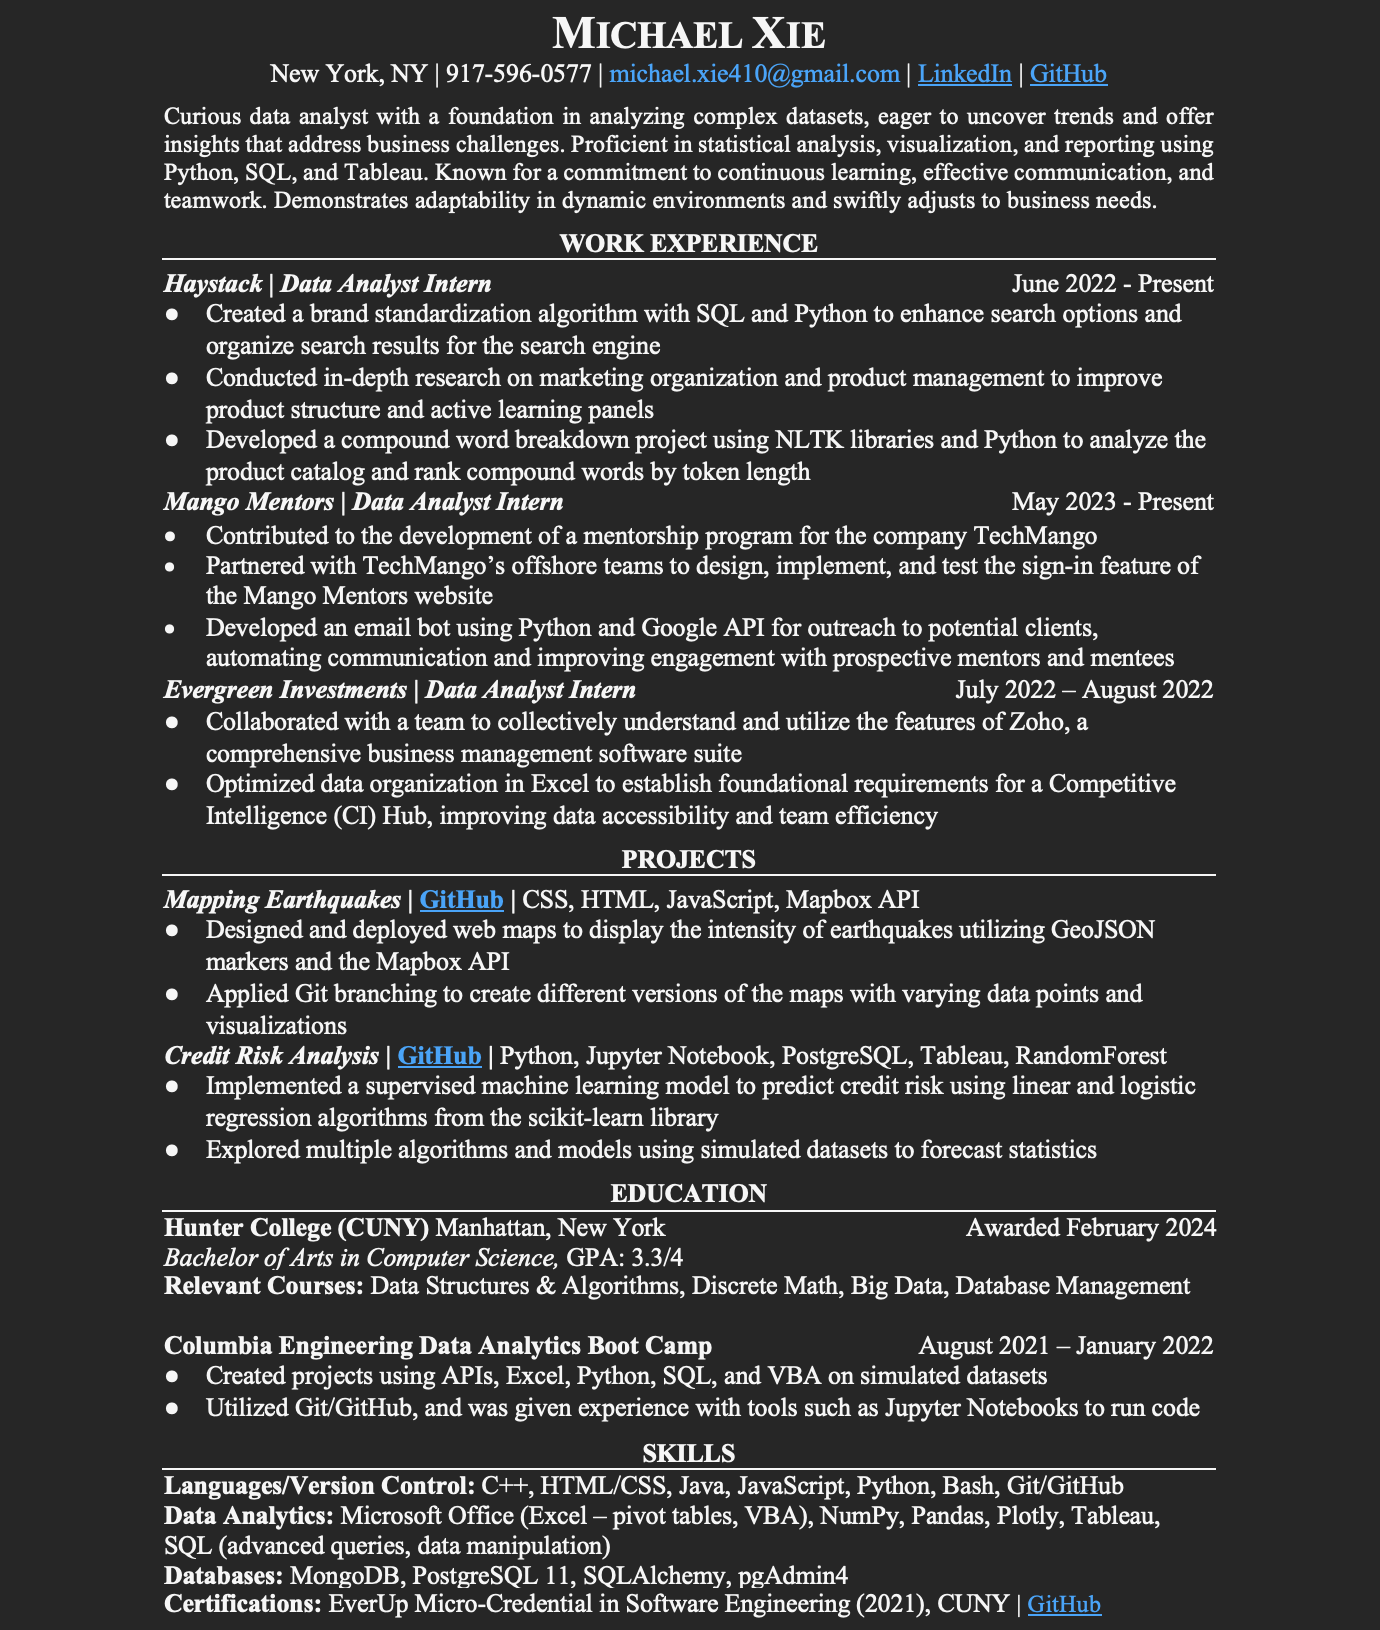 MICHAEL XIE
New York, NY | 917-596-0577 | michael.xie410@gmail.com | LinkedIn | GitHub
Curious data analyst with a foundation in analyzing complex datasets, eager to uncover trends and offer
insights that address business challenges. Proficient in statistical analysis, visualization, and reporting using
Python, SQL, and Tableau. Known for a commitment to continuous learning, effective communication, and
teamwork. Demonstrates adaptability in dynamic environments and swiftly adjusts to business needs.
WORK EXPERIENCE
Haystack | Data Analyst Intern June 2022 - Present
● Created a brand standardization algorithm with SQL and Python to enhance search options and
organize search results for the search engine
● Conducted in-depth research on marketing organization and product management to improve
product structure and active learning panels
● Developed a compound word breakdown project using NLTK libraries and Python to analyze the
product catalog and rank compound words by token length
Mango Mentors | Data Analyst Intern May 2023 - Present
● Contributed to the development of a mentorship program for the company TechMango
● Partnered with TechMango’s offshore teams to design, implement, and test the sign-in feature of
the Mango Mentors website
● Developed an email bot using Python and Google API for outreach to potential clients,
automating communication and improving engagement with prospective mentors and mentees
Evergreen Investments | Data Analyst Intern July 2022 – August 2022
● Collaborated with a team to collectively understand and utilize the features of Zoho, a
comprehensive business management software suite
● Optimized data organization in Excel to establish foundational requirements for a Competitive
Intelligence (CI) Hub, improving data accessibility and team efficiency
PROJECTS
Mapping Earthquakes | GitHub | CSS, HTML, JavaScript, Mapbox API
● Designed and deployed web maps to display the intensity of earthquakes utilizing GeoJSON
markers and the Mapbox API
● Applied Git branching to create different versions of the maps with varying data points and
visualizations
Credit Risk Analysis | GitHub | Python, Jupyter Notebook, PostgreSQL, Tableau, RandomForest
● Implemented a supervised machine learning model to predict credit risk using linear and logistic
regression algorithms from the scikit-learn library
● Explored multiple algorithms and models using simulated datasets to forecast statistics
EDUCATION
Hunter College (CUNY) Manhattan, New York Awarded February 2024
Bachelor of Arts in Computer Science, GPA: 3.3/4
Relevant Courses: Data Structures & Algorithms, Discrete Math, Big Data, Database Management
Columbia Engineering Data Analytics Boot Camp August 2021 – January 2022
● Created projects using APIs, Excel, Python, SQL, and VBA on simulated datasets
● Utilized Git/GitHub, and was given experience with tools such as Jupyter Notebooks to run code
SKILLS
Languages/Version Control: C++, HTML/CSS, Java, JavaScript, Python, Bash, Git/GitHub
Data Analytics: Microsoft Office (Excel – pivot tables, VBA), NumPy, Pandas, Plotly, Tableau,
SQL (advanced queries, data manipulation)
Databases: MongoDB, PostgreSQL 11, SQLAlchemy, pgAdmin4
Certifications: EverUp Micro-Credential in Software Engineering (2021), CUNY | GitHub